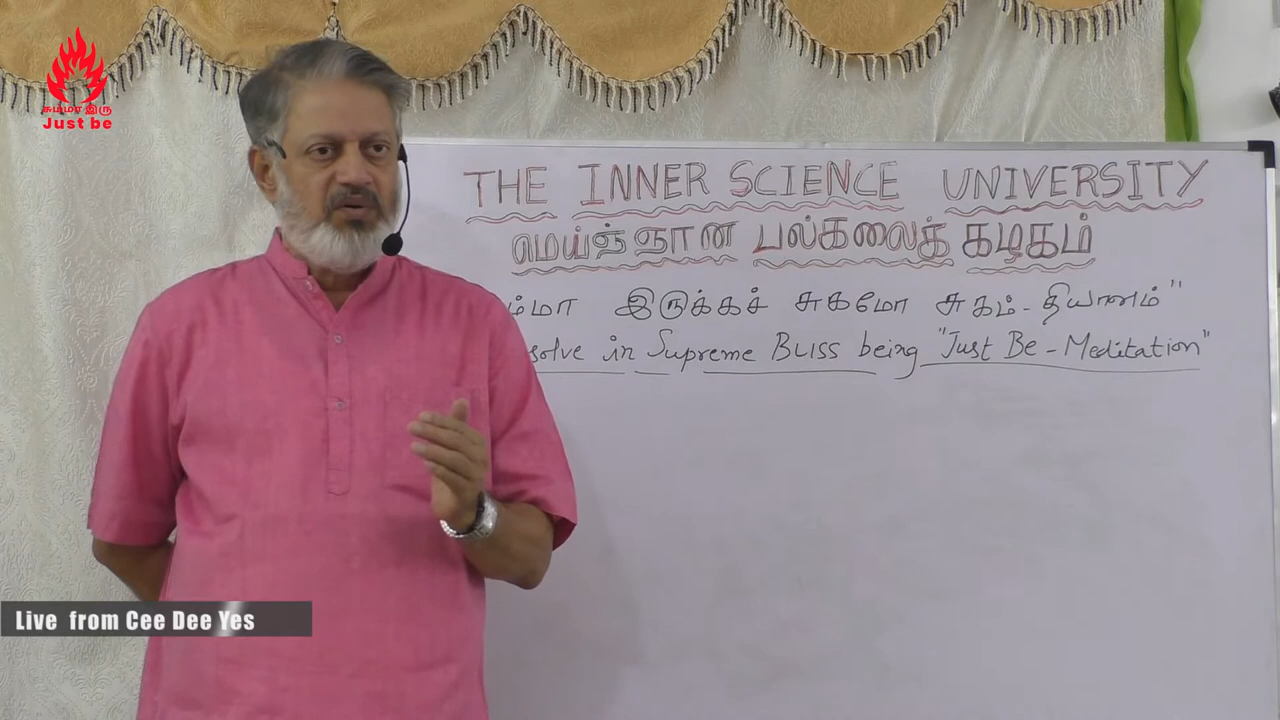 சும்மா இரு
Just be
THE INNER SCIENCE UNIVERSITY
மெய்ஞ்ஞான பல்கலைத் கழகம்
இருக்கச் சுகமோ சுகம் - தியானம்"
in Supreme BLISS being "Just Be - Meditation"
Live from Cee Dee Yes